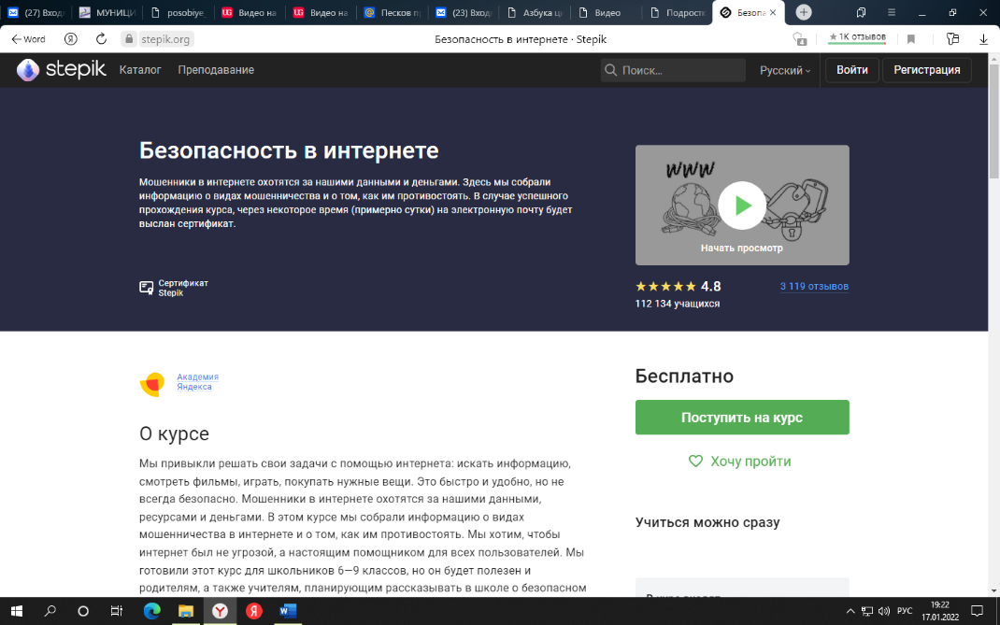 (27) Вход
МУНИЦИ
posobiye_
Видео на
Видео на
Песков п
(23) Вход
Азбука ц
Видео
Подростк
Безопа
Word
stepik.org
Безопасность в интернете · Stepik
1K отзывов
4
stepik
Каталог
Преподавание
Поиск...
Русский
Войти
Регистрация
Безопасность в интернете
Мошенники в интернете охотятся за нашими данными и деньгами. Здесь мы собрали
информацию о видах мошенничества и о том, как им противостоять. В случае успешного
прохождения курса, через некоторое время (примерно сутки) на электронную почту будет
выслан сертификат.
WWW
Начать просмотр
Сертификат
Stepik
4.8
3 119 отзывов
112 134 учащихся
Академия
Яндекса
Бесплатно
Поступить на курс
Хочу пройти
О курсе
Мы привыкли решать свои задачи с помощью интернета: искать информацию,
смотреть фильмы, играть, покупать нужные вещи. Это быстро и удобно, но не
всегда безопасно. Мошенники в интернете охотятся за нашими данными,
ресурсами и деньгами. В этом курсе мы собрали информацию о видах
мошенничества в интернете и о том, как им противостоять. Мы хотим, чтобы
интернет был не угрозой, а настоящим помощником для всех пользователей. Мы
готовили этот курс для школьников 6—9 классов, но он будет полезен и
родителям, а также учителям, планирующим рассказывать в школе о безопасном
Учиться можно сразу
В курс входят
РУС
19:22
17.01.2022